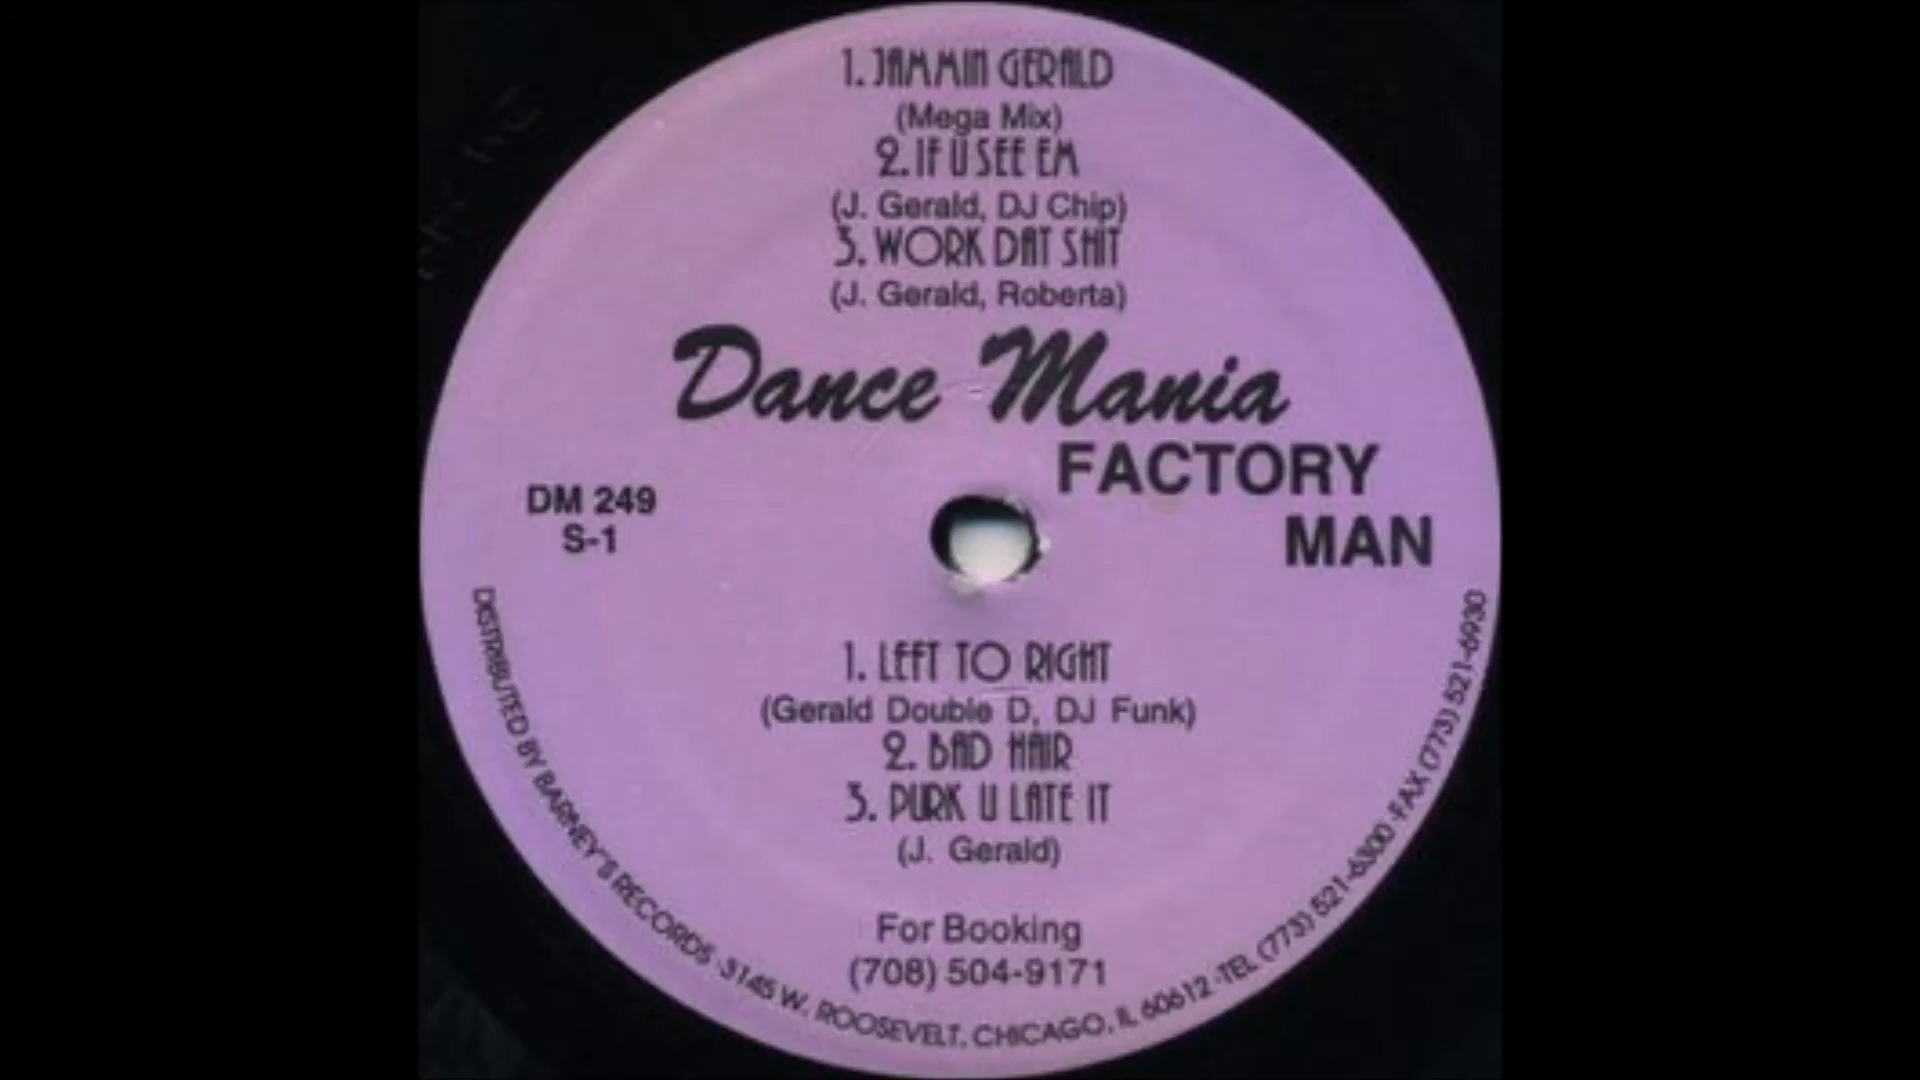 1. JAMMIN GERALD
(Mega Mix)
2. IF U SEE EM
(J. Gerald, DJ Chip)
3. WORK DAT SHIT
(J. Gerald, Roberta)
Dance Mania
FACTORY
MAN
DM 249
S-1
1. LEFT TO RIGHT
(Gerald Double D, DJ Funk)
2. BAD HAIR
3. PURK U LATE IT
(J. Gerald)
For Booking
(708) 504-9171
DISTRIBUTED BY BARNEY'S RECORDS · 3145 W. ROOSEVELT, CHICAGO, IL 60612 · TEL (773) 521-6300 · FAX (773) 521-6930